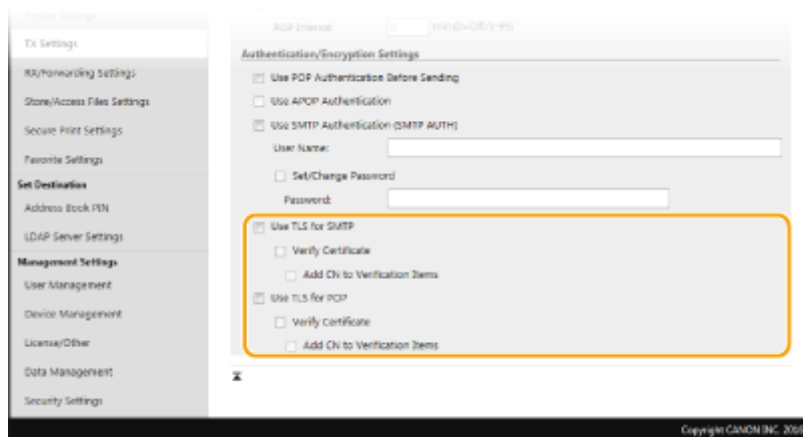 TX Settings
RX/Forwarding Settings
Store/Access Files Settings
Secure Print Settings
Favorite Settings
Set Destination
Address Book PIN
LDAP Server Settings
Management Settings
User Management
Device Management
License/Other
Data Management
Security Settings
POP Interval:
Authentication/Encryption Settings
Use POP Authentication Before Sending
Use APOP Authentication
Use SMTP Authentication (SMTP AUTH)
User Name:
Set/Change Password
Password:
Use TLS for SMTP
Verify Certificate
Add CN to Verification Items
Use TLS for POP
Verify Certificate
Add CN to Verification Items
Copyright CANON INC. 2016